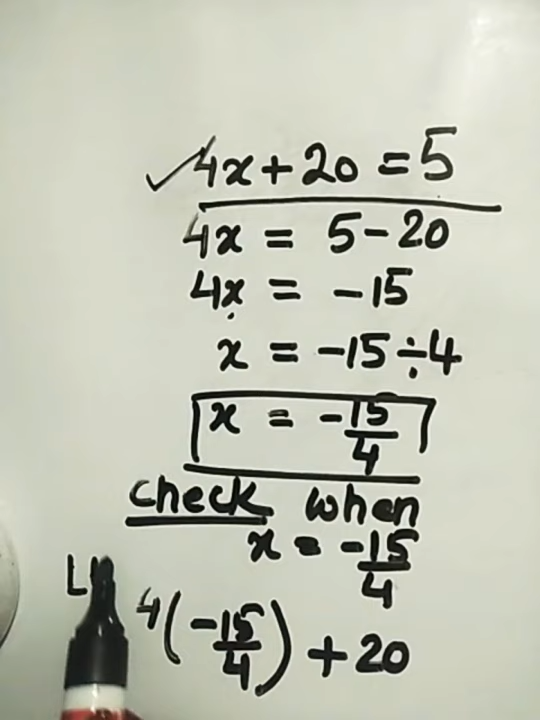 ✓4x+20=5
4x = 5-20
4x = -15
x = -15÷4
x = -15/4
check when
x = -15/4
4(-15/4)+20